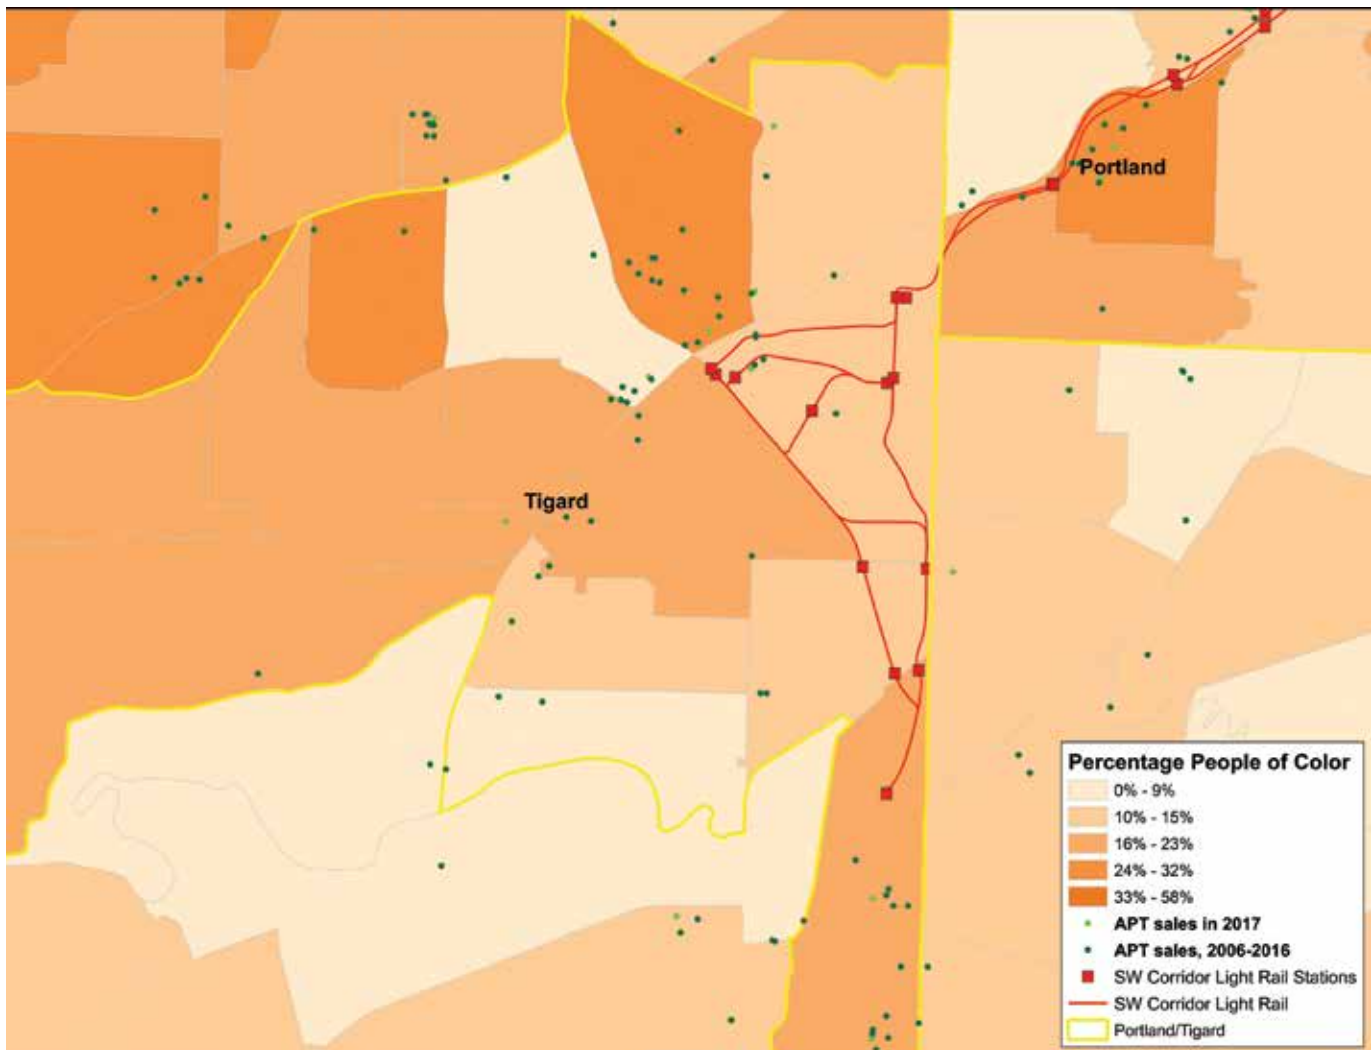 Portland
Tigard
Percentage People of Color
0% - 9%
10% - 15%
16% - 23%
24% - 32%
33% - 58%
APT sales in 2017
APT sales, 2006-2016
SW Corridor Light Rail Stations
SW Corridor Light Rail
Portland/Tigard